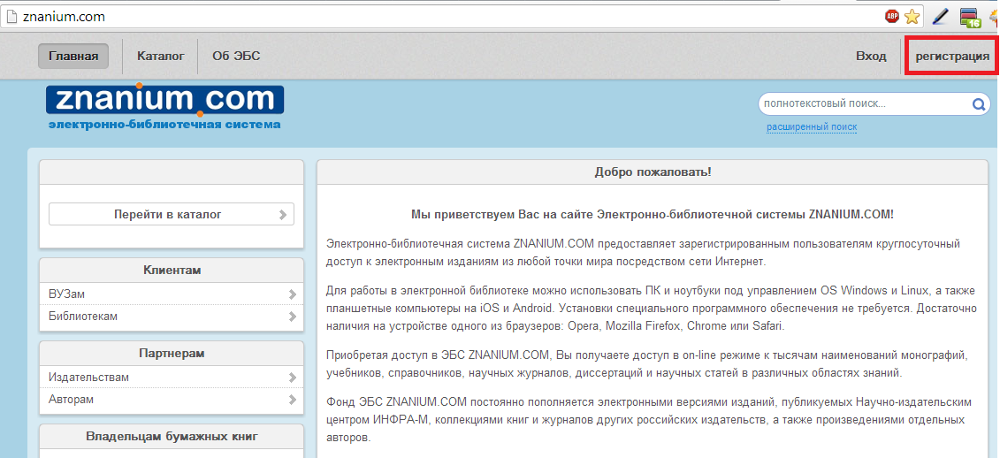 znanium.com
ABP
16
Главная
Каталог
Об ЭБС
Вход
регистрация
znanium.com
электронно-библиотечная система
полнотекстовый поиск...
расширенный поиск
Перейти в каталог
Клиентам
ВУЗам
Библиотекам
Партнерам
Издательствам
Авторам
Владельцам бумажных книг
Добро пожаловать!
Мы приветствуем Вас на сайте Электронно-библиотечной системы ZNANIUM.COM!
Электронно-библиотечная система ZNANIUM.COM предоставляет зарегистрированным пользователям круглосуточный
доступ к электронным изданиям из любой точки мира посредством сети Интернет.
Для работы в электронной библиотеке можно использовать ПК и ноутбуки под управлением OS Windows и Linux, а также
планшетные компьютеры на iOS и Android. Установки специального программного обеспечения не требуется. Достаточно
наличия на устройстве одного из браузеров: Opera, Mozilla Firefox, Chrome или Safari.
Приобретая доступ в ЭБС ZNANIUM.COM, Вы получаете доступ в on-line режиме к тысячам наименований монографий,
учебников, справочников, научных журналов, диссертаций и научных статей в различных областях знаний.
Фонд ЭБС ZNANIUM.COM постоянно пополняется электронными версиями изданий, публикуемых Научно-издательским
центром ИНФРА-М, коллекциями книг и журналов других российских издательств, а также произведениями отдельных
авторов.